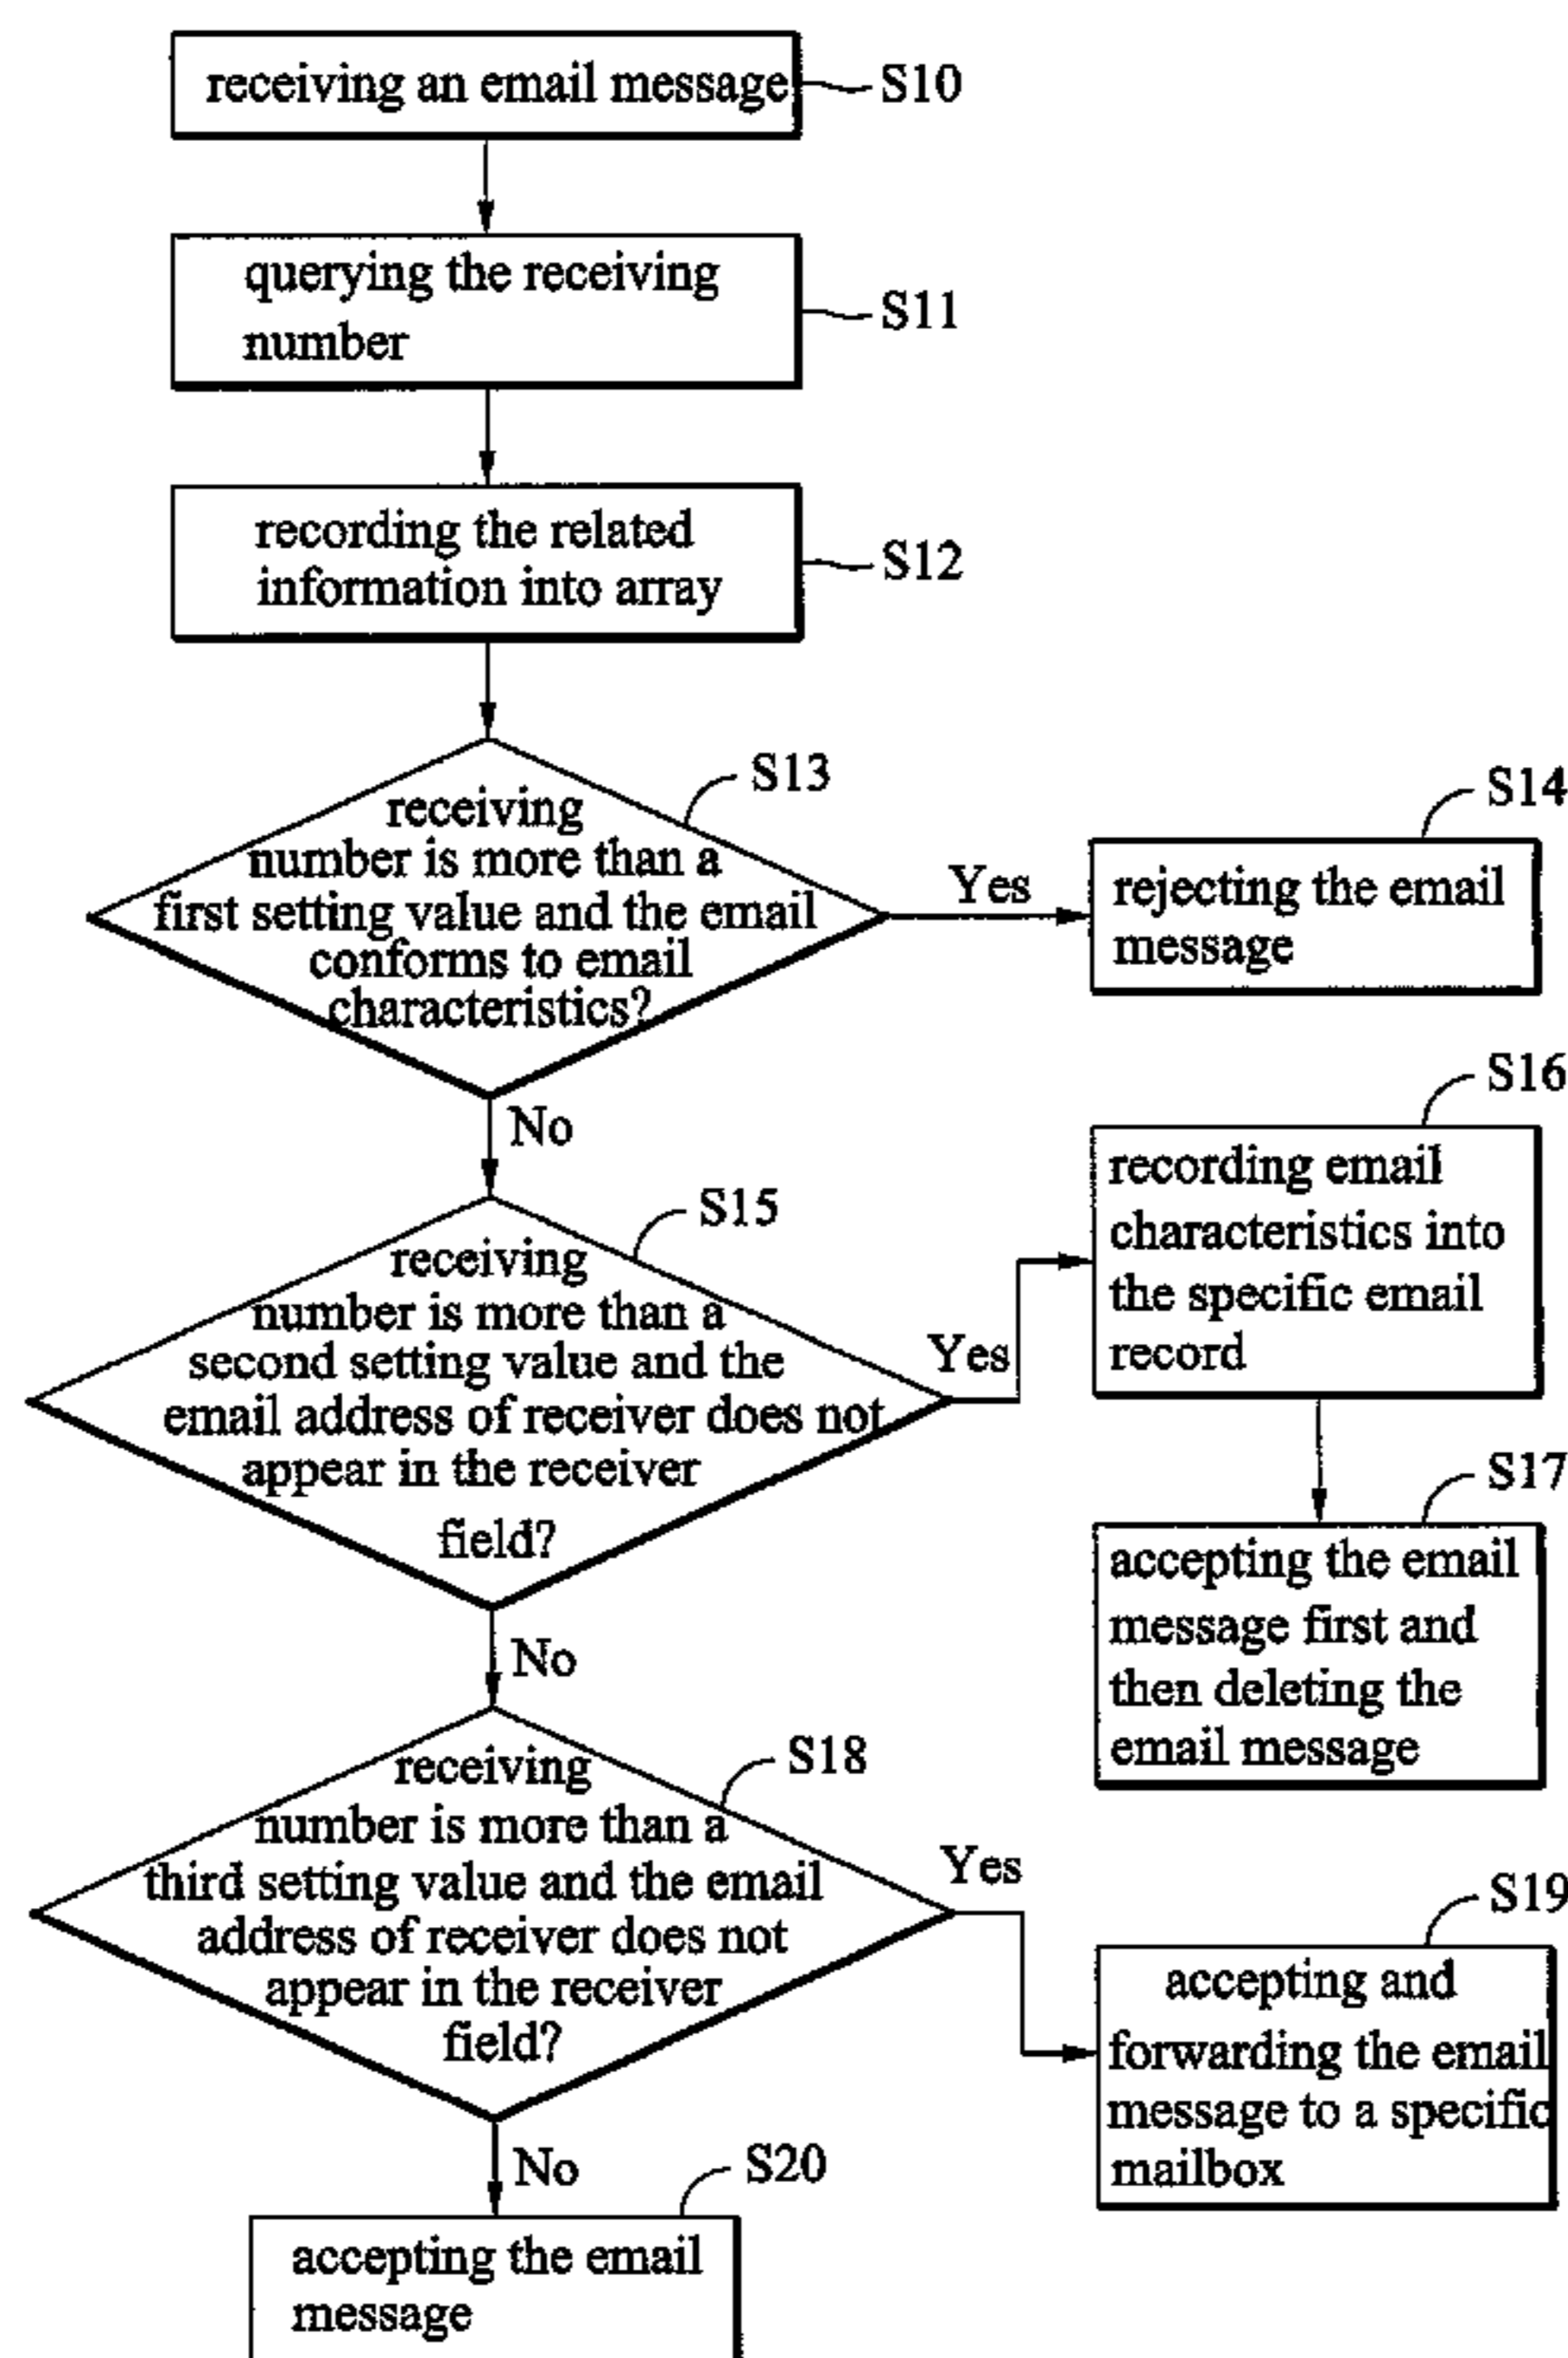 receiving an email message
S10
querying the receiving
number
S11
recording the related
information into array
S12
S13
receiving
number is more than a
first setting value and the email
conforms to email
characteristics?
Yes
S14
rejecting the email
message
No
S15
receiving
number is more than a
second setting value and the
email address of receiver does not
appear in the receiver
field?
Yes
S16
recording email
characteristics into
the specific email
record
S17
accepting the email
message first and
then deleting the
email message
No
S18
receiving
number is more than a
third setting value and the email
address of receiver does not
appear in the receiver
field?
Yes
S19
accepting and
forwarding the email
message to a specific
mailbox
No
S20
accepting the email
message